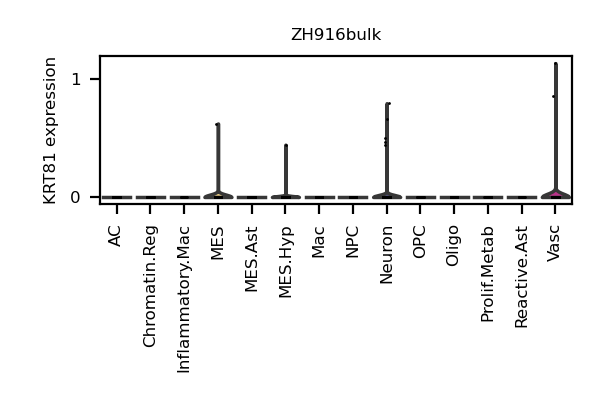 ZH916bulk
KRT81 expression
1
0
AC
Chromatin.Reg
Inflammatory.Mac
MES
MES.Ast
MES.Hyp
Mac
NPC
Neuron
OPC
Oligo
Prolif.Metab
Reactive.Ast
Vasc